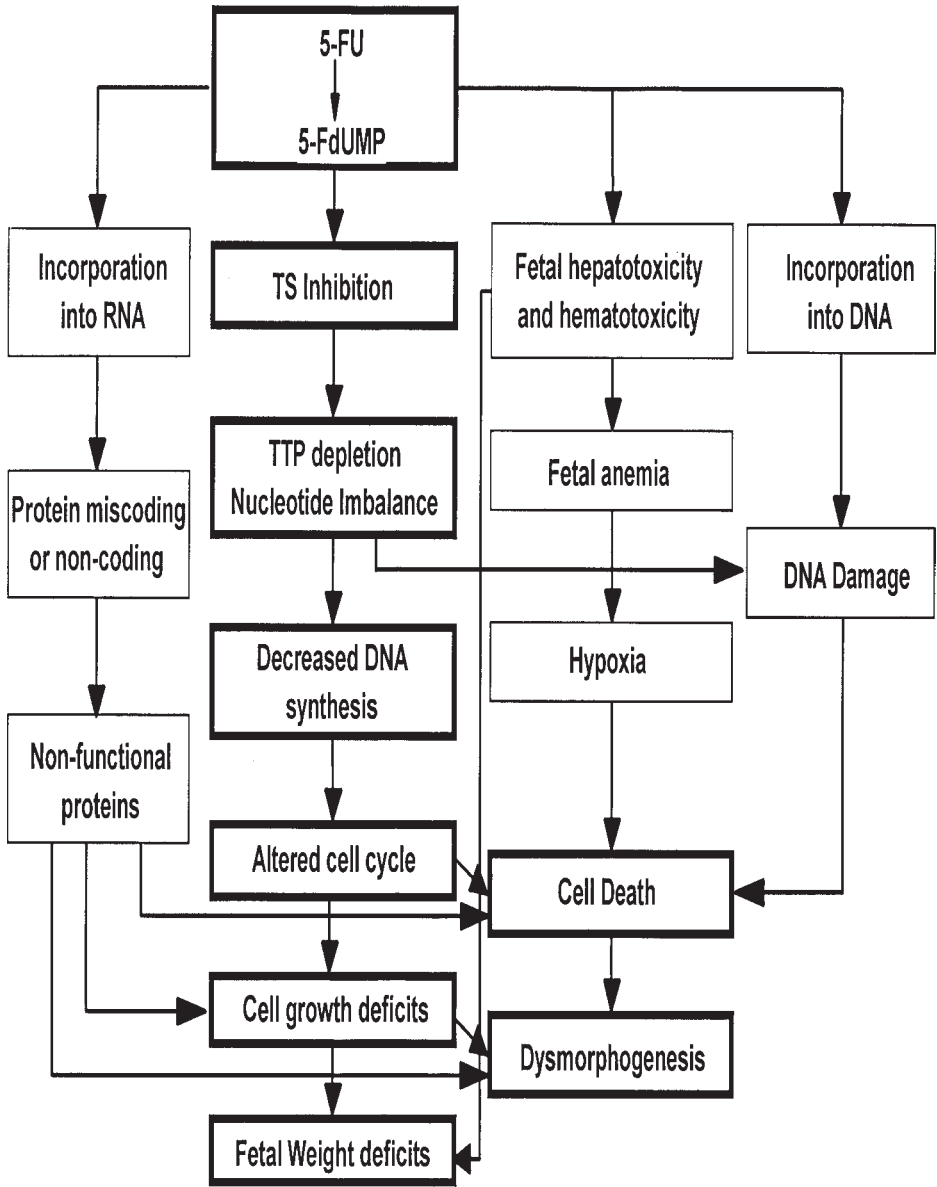 5-FU
5-FdUMP
Incorporation
into RNA
TS Inhibition
Fetal hepatotoxicity
and hematotoxicity
Incorporation
into DNA
TTP depletion
Nucleotide Imbalance
Fetal anemia
Protein miscoding
or non-coding
DNA Damage
Decreased DNA
synthesis
Hypoxia
Non-functional
proteins
Altered cell cycle
Cell Death
Cell growth deficits
Dysmorphogenesis
Fetal Weight deficits